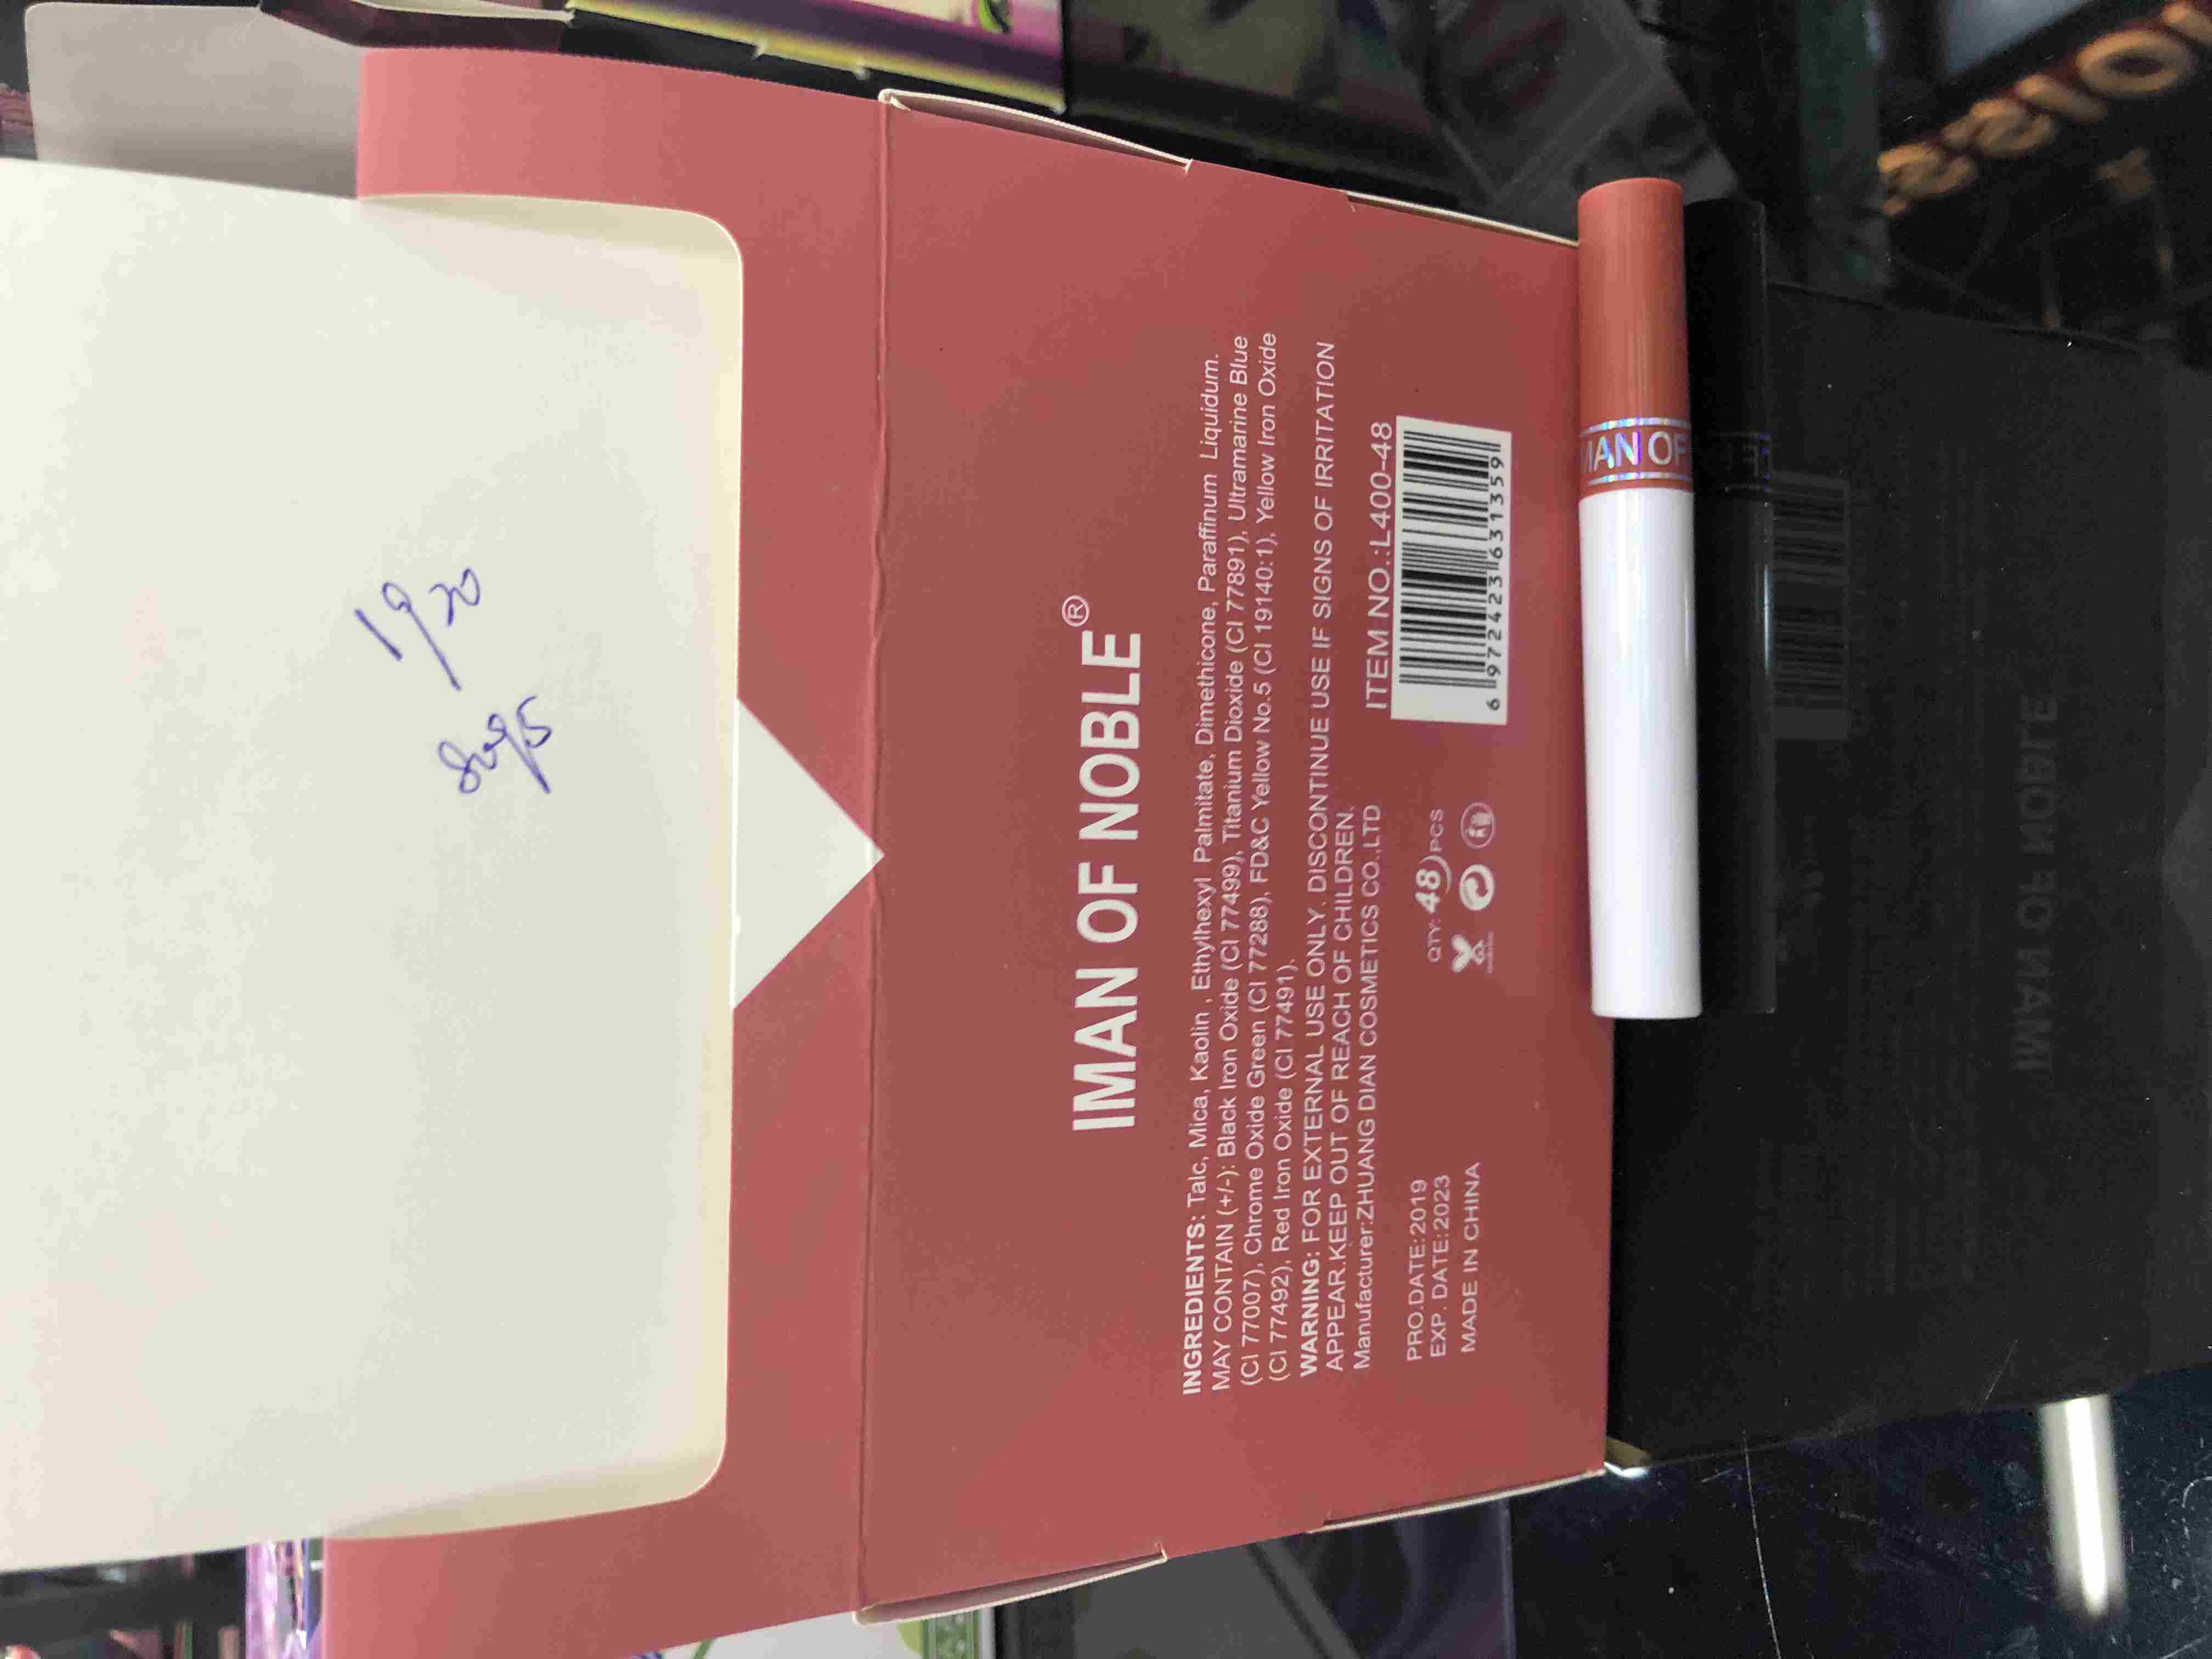 IMAN OF NOBLE®
INGREDIENTS: Talc, Mica, Kaolin , Ethylhexyl Palmitate, Dimethicone, Paraffinum Liquidum.
MAY CONTAIN (+/-): Black Iron Oxide (CI 77499), Titanium Dioxide (CI 77891), Ultramarine Blue
(CI 77007), Chrome Oxide Green (CI 77288), FD&C Yellow No.5 (CI 19140:1), Yellow Iron Oxide
(CI 77492), Red Iron Oxide (CI 77491).
WARNING: FOR EXTERNAL USE ONLY. DISCONTINUE USE IF SIGNS OF IRRITATION
APPEAR.KEEP OUT OF REACH OF CHILDREN.
Manufacturer:ZHUANG DIAN COSMETICS CO.,LTD
ITEM NO.:L400-48
PRO.DATE:2019
EXP. DATE:2023
MADE IN CHINA
QTY: 48 PCS
6 972423 631359
MAN OF